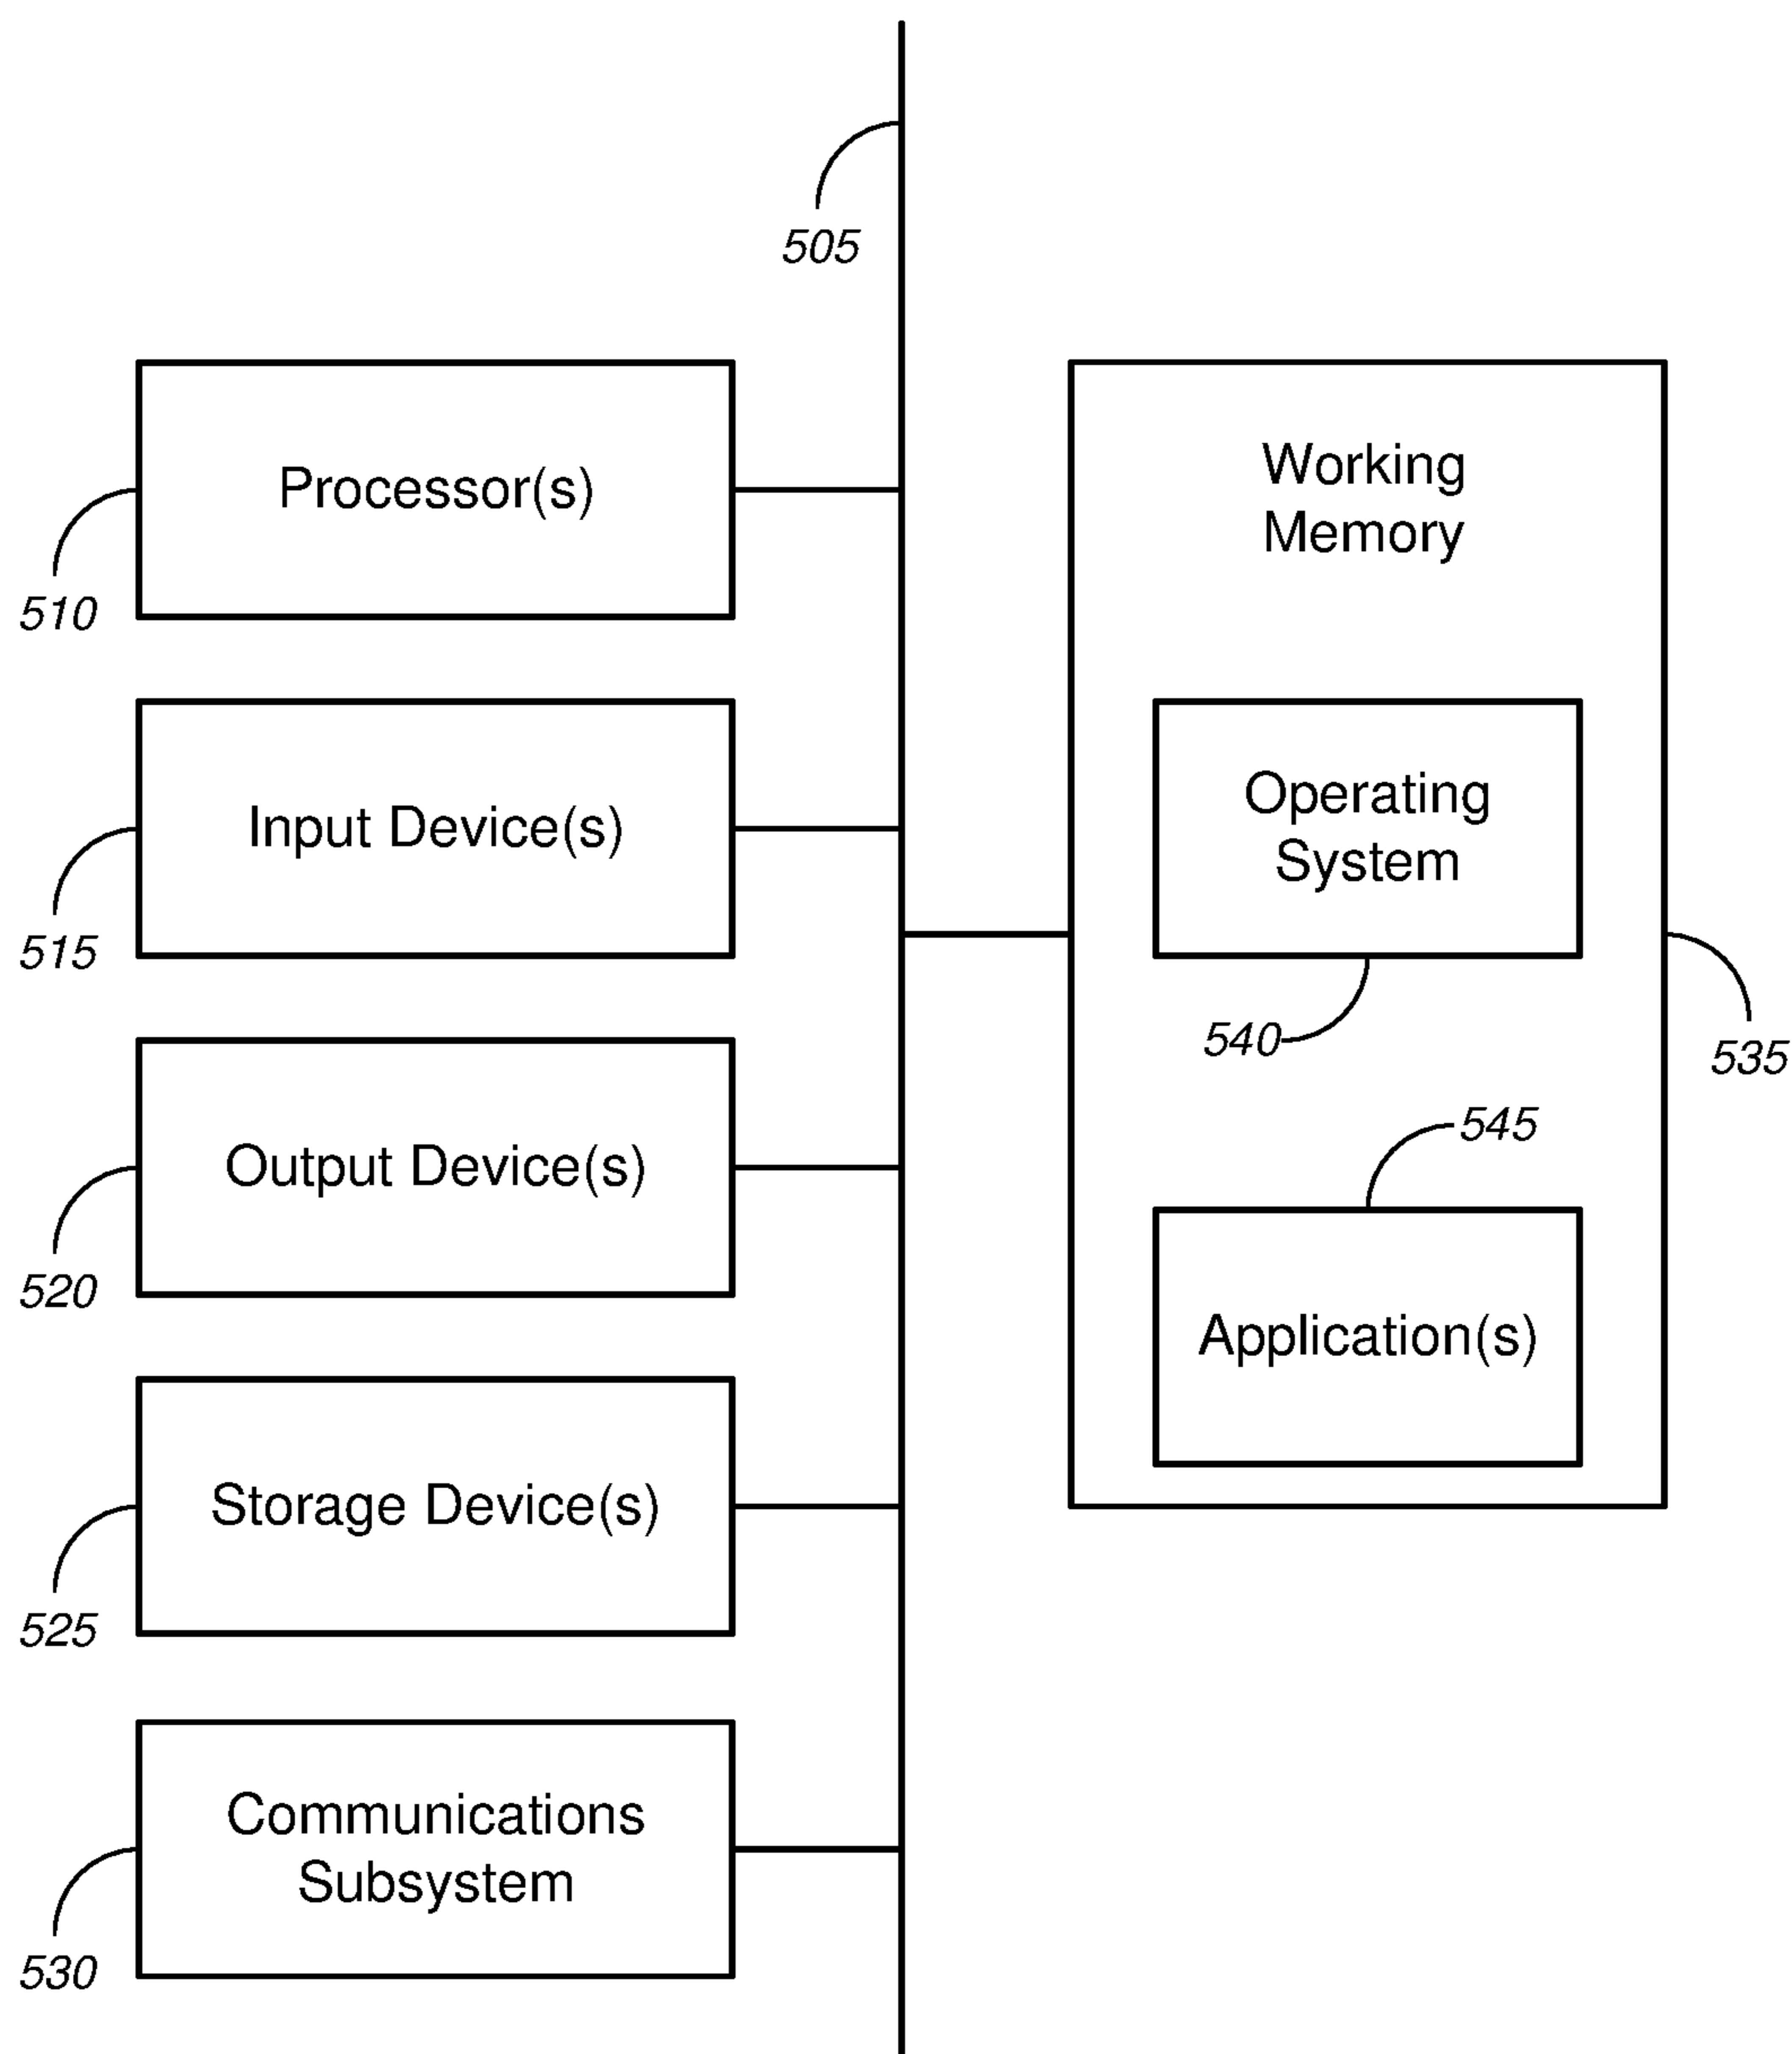 505
Processor(s)
510
Input Device(s)
515
Output Device(s)
520
Storage Device(s)
525
Communications
Subsystem
530
Working
Memory
Operating
System
540
535
545
Application(s)